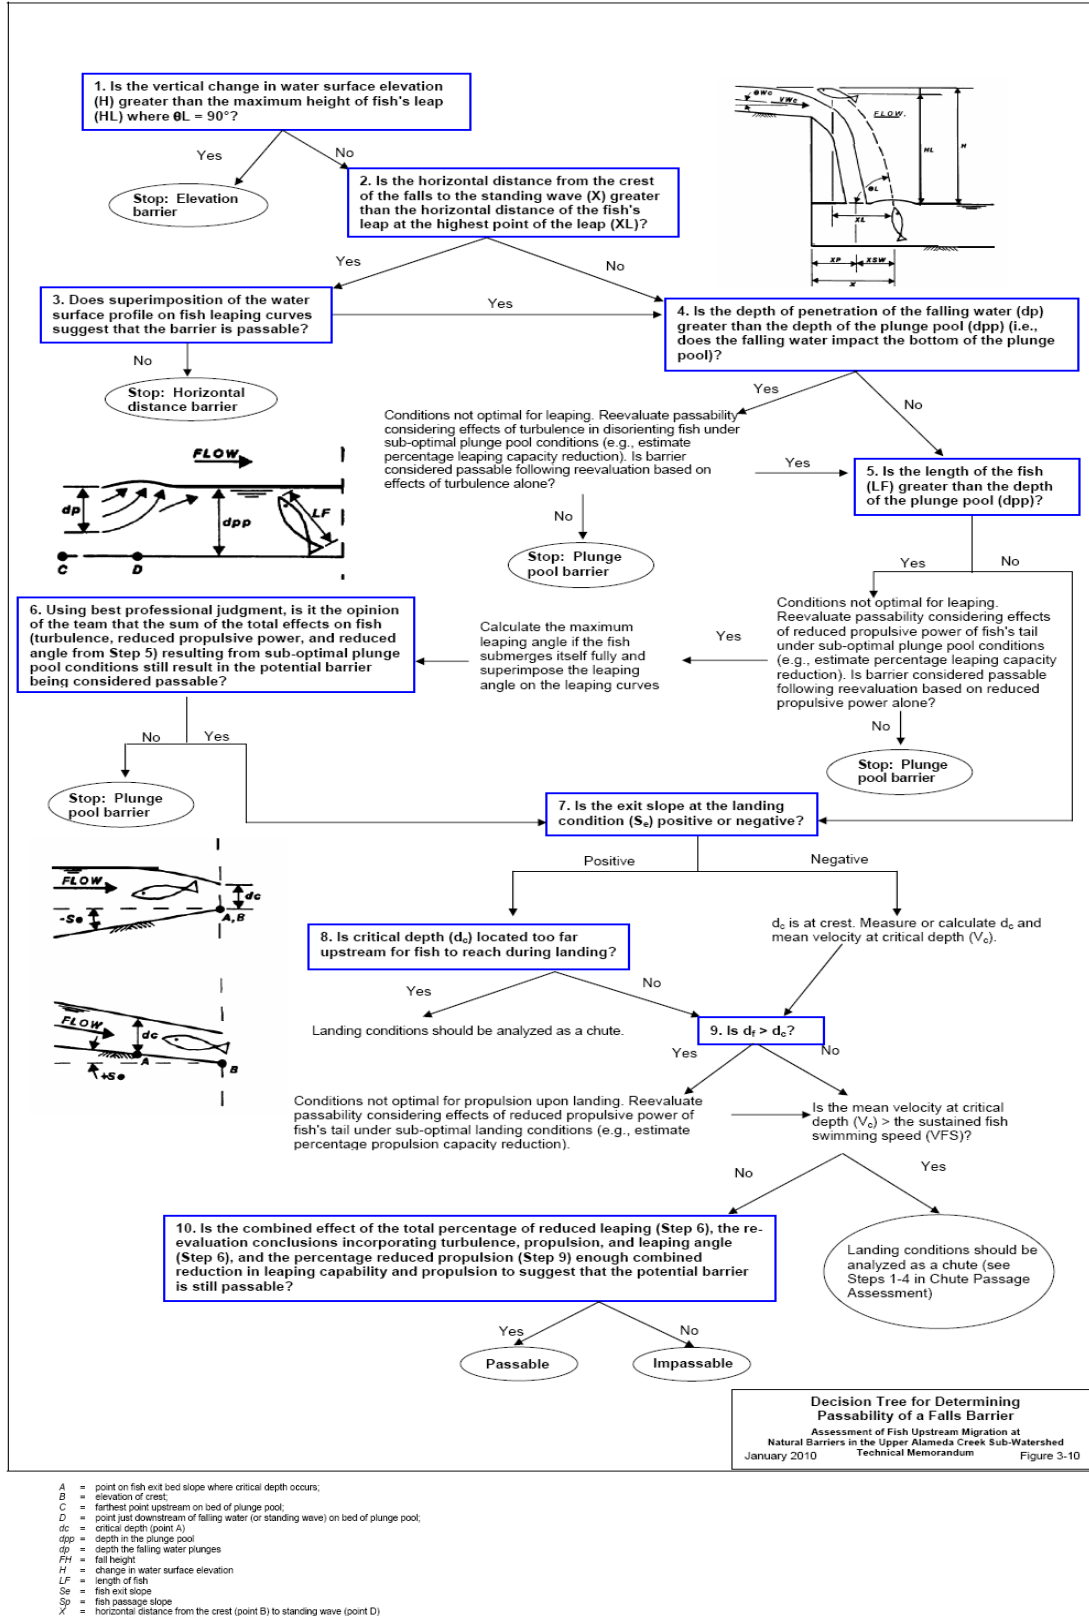 1. Is the vertical change in water surface elevation
(H) greater than the maximum height of fish's leap
(HL) where θL = 90°?
Yes
No
Stop: Elevation
barrier
2. Is the horizontal distance from the crest
of the falls to the standing wave (X) greater
than the horizontal distance of the fish's
leap at the highest point of the leap (XL)?
θWc
VWc
FLOW.
HL
H
θL
XL
XP
XSW
X
Yes
No
3. Does superimposition of the water
surface profile on fish leaping curves
suggest that the barrier is passable?
Yes
4. Is the depth of penetration of the falling water (dp)
greater than the depth of the plunge pool (dpp) (i.e.,
does the falling water impact the bottom of the plunge
pool)?
No
Stop: Horizontal
distance barrier
Yes
No
Conditions not optimal for leaping. Reevaluate passability
considering effects of turbulence in disorienting fish under
sub-optimal plunge pool conditions (e.g., estimate
percentage leaping capacity reduction). Is barrier
considered passable following reevaluation based on
effects of turbulence alone?
Yes
5. Is the length of the fish
(LF) greater than the depth
of the plunge pool (dpp)?
FLOW
dp
dpp
LF
C
D
No
Stop: Plunge
pool barrier
Yes
No
6. Using best professional judgment, is it the opinion
of the team that the sum of the total effects on fish
(turbulence, reduced propulsive power, and reduced
angle from Step 5) resulting from sub-optimal plunge
pool conditions still result in the potential barrier
being considered passable?
Calculate the maximum
leaping angle if the fish
submerges itself fully and
superimpose the leaping
angle on the leaping curves
Yes
Conditions not optimal for leaping.
Reevaluate passability considering effects
of reduced propulsive power of fish's tail
under sub-optimal plunge pool conditions
(e.g., estimate percentage leaping capacity
reduction). Is barrier considered passable
following reevaluation based on reduced
propulsive power alone?
No
Stop: Plunge
pool barrier
No
Yes
Stop: Plunge
pool barrier
7. Is the exit slope at the landing
condition (Se) positive or negative?
Positive
Negative
FLOW
dc
-Se
A,B
8. Is critical depth (dc) located too far
upstream for fish to reach during landing?
dc is at crest. Measure or calculate dc and
mean velocity at critical depth (Vc).
Yes
No
Landing conditions should be analyzed as a chute.
9. Is df > dc?
FLOW
dc
A
B
+Se
Yes
No
Conditions not optimal for propulsion upon landing. Reevaluate
passability considering effects of reduced propulsive power of
fish's tail under sub-optimal landing conditions (e.g., estimate
percentage propulsion capacity reduction).
Is the mean velocity at critical
depth (Vc) > the sustained fish
swimming speed (VFS)?
No
Yes
10. Is the combined effect of the total percentage of reduced leaping (Step 6), the re-
evaluation conclusions incorporating turbulence, propulsion, and leaping angle
(Step 6), and the percentage reduced propulsion (Step 9) enough combined
reduction in leaping capability and propulsion to suggest that the potential barrier
is still passable?
Landing conditions should be
analyzed as a chute (see
Steps 1-4 in Chute Passage
Assessment)
Yes
No
Passable
Impassable
Decision Tree for Determining
Passability of a Falls Barrier
Assessment of Fish Upstream Migration at
Natural Barriers in the Upper Alameda Creek Sub-Watershed
Technical Memorandum
January 2010
Figure 3-10
A = point on fish exit bed slope where critical depth occurs;
B = elevation of crest;
C = farthest point upstream on bed of plunge pool;
D = point just downstream of falling water (or standing wave) on bed of plunge pool;
dc = critical depth (point A)
dpp = depth in the plunge pool
dp = depth the falling water plunges
FH = fall height
H = change in water surface elevation
LF = length of fish
Se = fish exit slope
Sp = fish passage slope
X = horizontal distance from the crest (point B) to standing wave (point D)